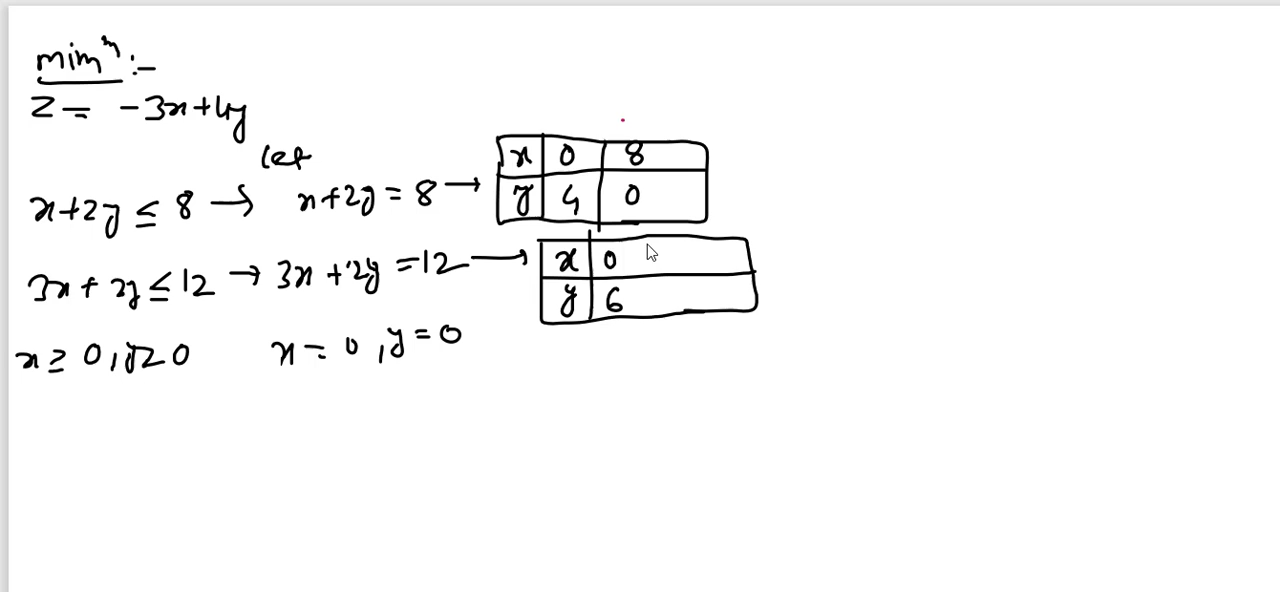 mimᵐ :-
Z = -3x+4y
let
x+2y ≤ 8 → x+2y = 8 →
x 0 8
y 4 0
3x + 2y ≤ 12 → 3x + 2y = 12 →
x 0
y 6
x ≥ 0, y ≥ 0 x = 0, y = 0